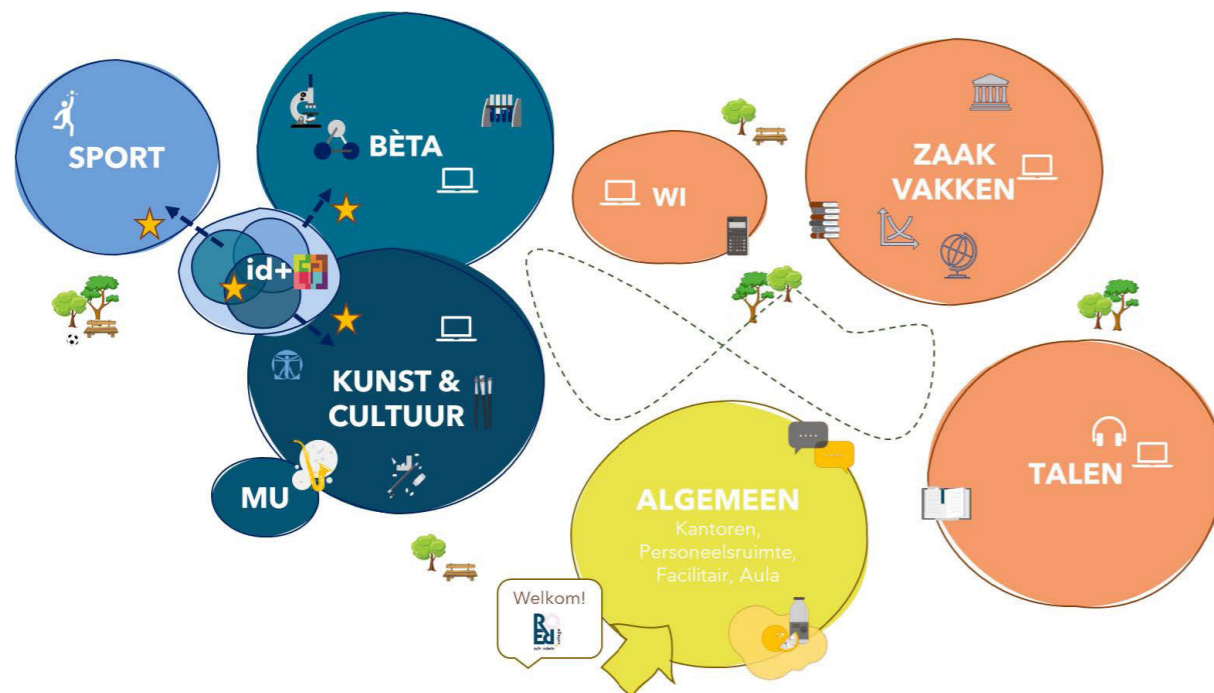 SPORT
BÈTA
id+
KUNST &
CULTUUR
MU
WI
ZAAK
VAKKEN
TALEN
ALGEMEEN
Kantoren,
Personeelsruimte,
Facilitair, Aula
Welkom!